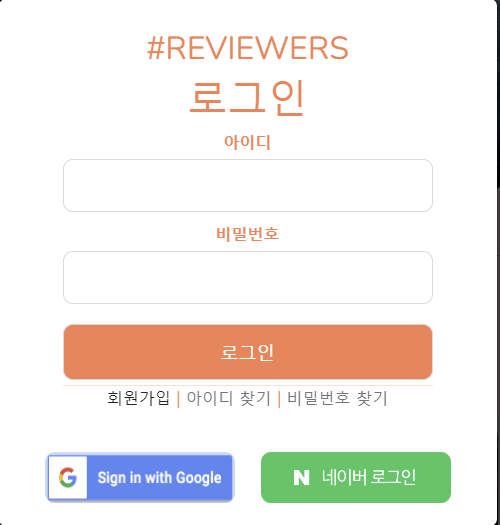 #REVIEWERS
로그인
아이디
비밀번호
로그인
회원가입 | 아이디 찾기 | 비밀번호 찾기
Sign in with Google
N 네이버 로그인